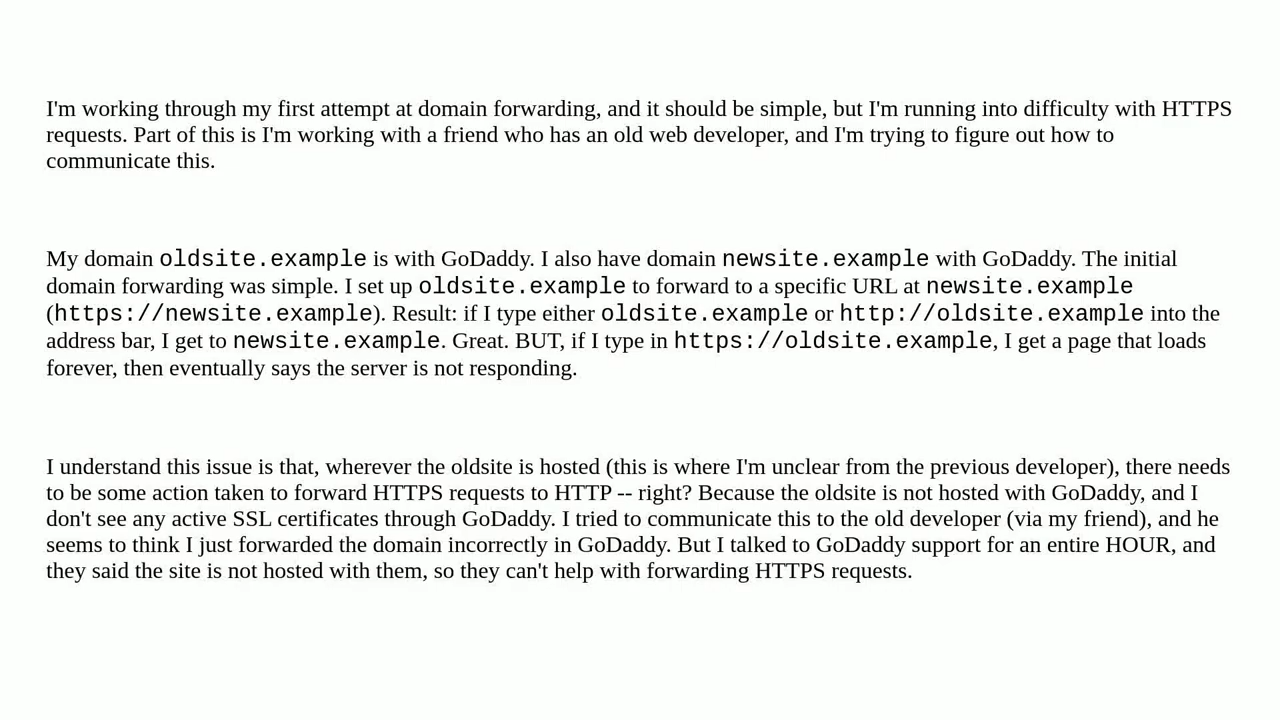 I'm working through my first attempt at domain forwarding, and it should be simple, but I'm running into difficulty with HTTPS
requests. Part of this is I'm working with a friend who has an old web developer, and I'm trying to figure out how to
communicate this.
My domain oldsite.example is with GoDaddy. I also have domain newsite.example with GoDaddy. The initial
domain forwarding was simple. I set up oldsite.example to forward to a specific URL at newsite.example
(https://newsite.example). Result: if I type either oldsite.example or http://oldsite.example into the
address bar, I get to newsite.example. Great. BUT, if I type in https://oldsite.example, I get a page that loads
forever, then eventually says the server is not responding.
I understand this issue is that, wherever the oldsite is hosted (this is where I'm unclear from the previous developer), there needs
to be some action taken to forward HTTPS requests to HTTP -- right? Because the oldsite is not hosted with GoDaddy, and I
don't see any active SSL certificates through GoDaddy. I tried to communicate this to the old developer (via my friend), and he
seems to think I just forwarded the domain incorrectly in GoDaddy. But I talked to GoDaddy support for an entire HOUR, and
they said the site is not hosted with them, so they can't help with forwarding HTTPS requests.